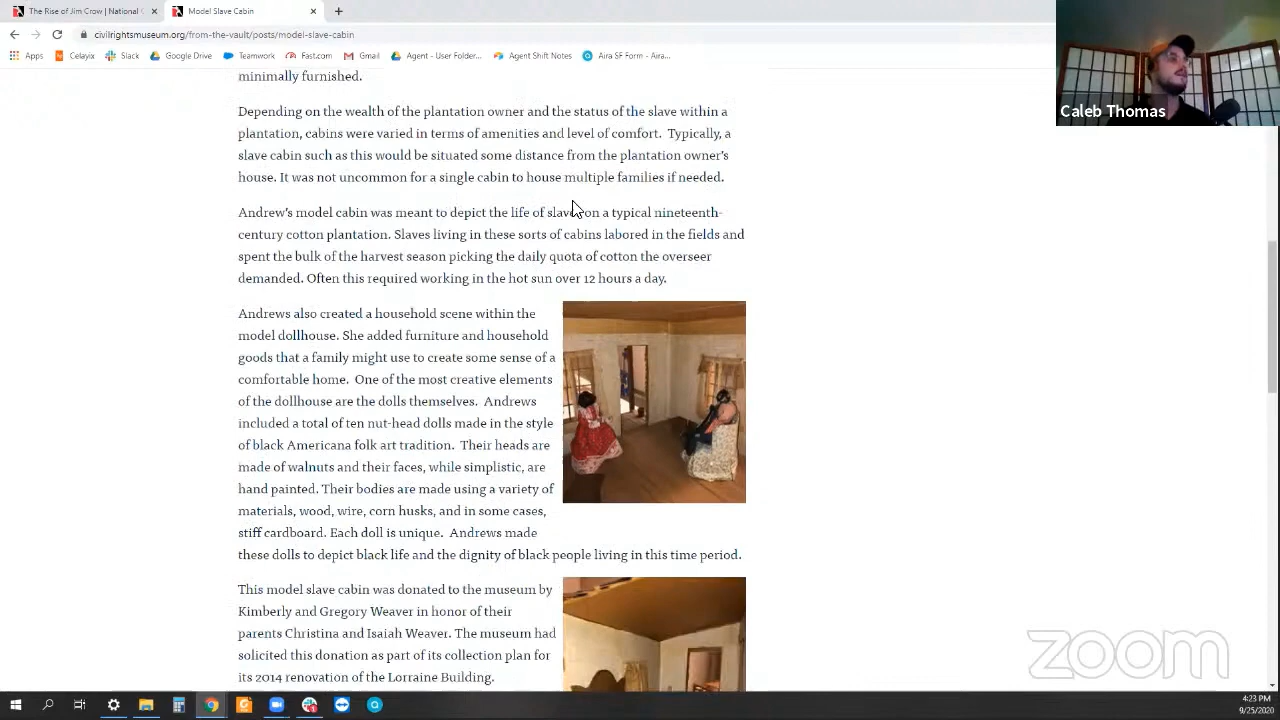 The Rise of Jim Crow | National C
Model Slave Cabin
civilrightsmuseum.org/from-the-vault/posts/model-slave-cabin
Apps
Celayix
Slack
Google Drive
Teamwork
Fast.com
Gmail
Agent - User Folder...
Agent Shift Notes
Aira SF Form - Aira...
Caleb Thomas
minimally furnished.
Depending on the wealth of the plantation owner and the status of the slave within a
plantation, cabins were varied in terms of amenities and level of comfort. Typically, a
slave cabin such as this would be situated some distance from the plantation owner's
house. It was not uncommon for a single cabin to house multiple families if needed.
Andrew's model cabin was meant to depict the life of slaves on a typical nineteenth-
century cotton plantation. Slaves living in these sorts of cabins labored in the fields and
spent the bulk of the harvest season picking the daily quota of cotton the overseer
demanded. Often this required working in the hot sun over 12 hours a day.
Andrews also created a household scene within the
model dollhouse. She added furniture and household
goods that a family might use to create some sense of a
comfortable home. One of the most creative elements
of the dollhouse are the dolls themselves. Andrews
included a total of ten nut-head dolls made in the style
of black Americana folk art tradition. Their heads are
made of walnuts and their faces, while simplistic, are
hand painted. Their bodies are made using a variety of
materials, wood, wire, corn husks, and in some cases,
stiff cardboard. Each doll is unique. Andrews made
these dolls to depict black life and the dignity of black people living in this time period.
This model slave cabin was donated to the museum by
Kimberly and Gregory Weaver in honor of their
parents Christina and Isaiah Weaver. The museum had
solicited this donation as part of its collection plan for
its 2014 renovation of the Lorraine Building.
zoom
4:23 PM
9/25/2020